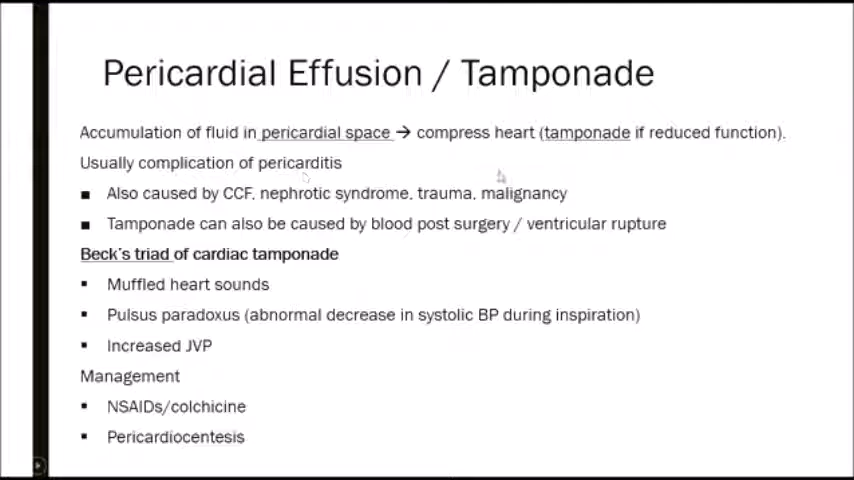 Pericardial Effusion / Tamponade
Accumulation of fluid in pericardial space → compress heart (tamponade if reduced function).
Usually complication of pericarditis
■ Also caused by CCF, nephrotic syndrome, trauma, malignancy
■ Tamponade can also be caused by blood post surgery / ventricular rupture
Beck's triad of cardiac tamponade
▪ Muffled heart sounds
▪ Pulsus paradoxus (abnormal decrease in systolic BP during inspiration)
▪ Increased JVP
Management
▪ NSAIDs/colchicine
▪ Pericardiocentesis